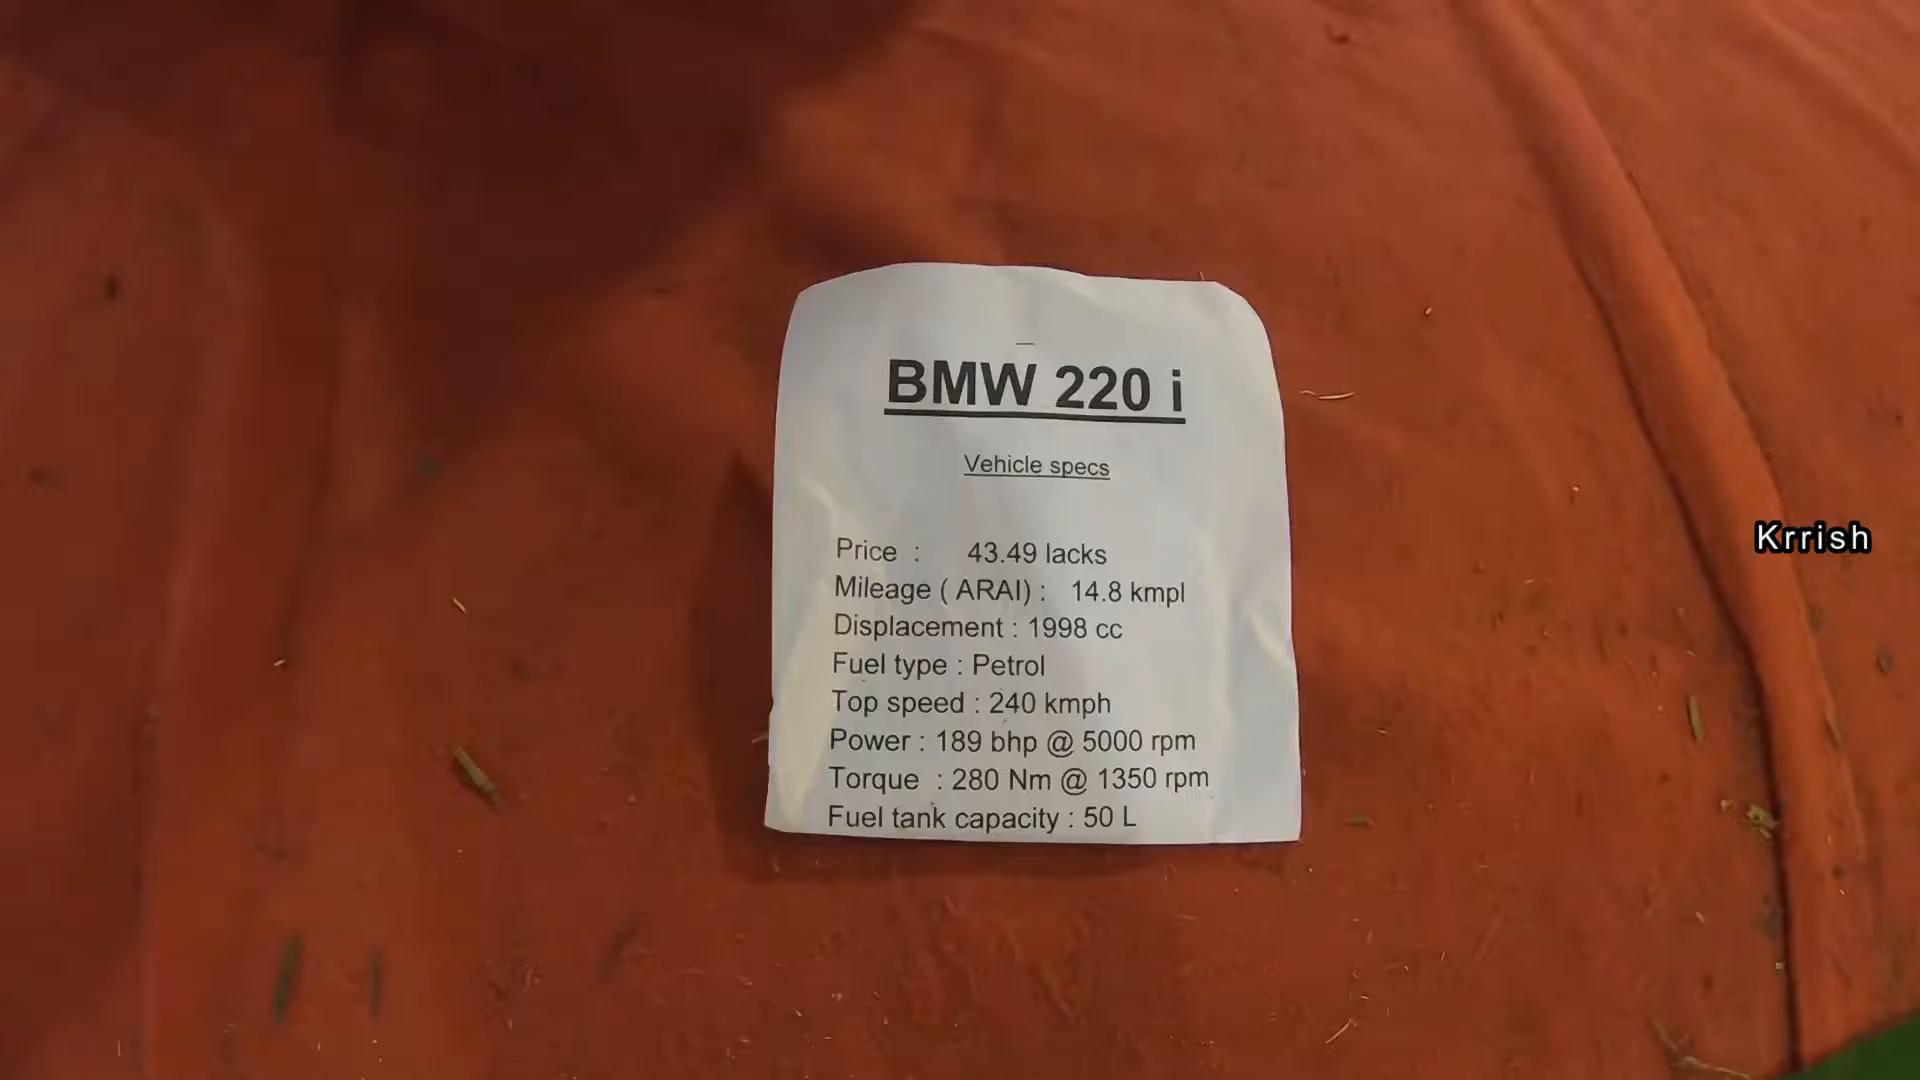 BMW 220 i
Vehicle specs
Price : 43.49 lacks
Mileage ( ARAI) : 14.8 kmpl
Displacement : 1998 cc
Fuel type : Petrol
Top speed : 240 kmph
Power : 189 bhp @ 5000 rpm
Torque : 280 Nm @ 1350 rpm
Fuel tank capacity : 50 L
Krrish